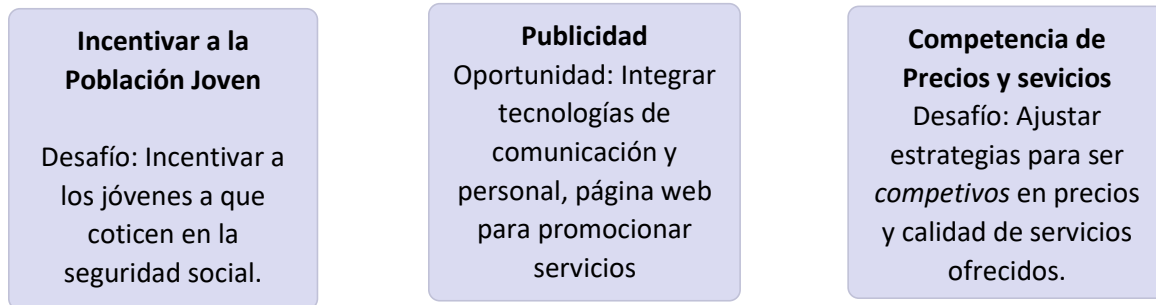 Incentivar a la
Población Joven
Desafío: Incentivar a
los jóvenes a que
coticen en la
seguridad social.
Publicidad
Oportunidad: Integrar
tecnologías de
comunicación y
personal, página web
para promocionar
servicios
Competencia de
Precios y sevicios
Desafío: Ajustar
estrategias para ser
competivos en precios
y calidad de servicios
ofrecidos.